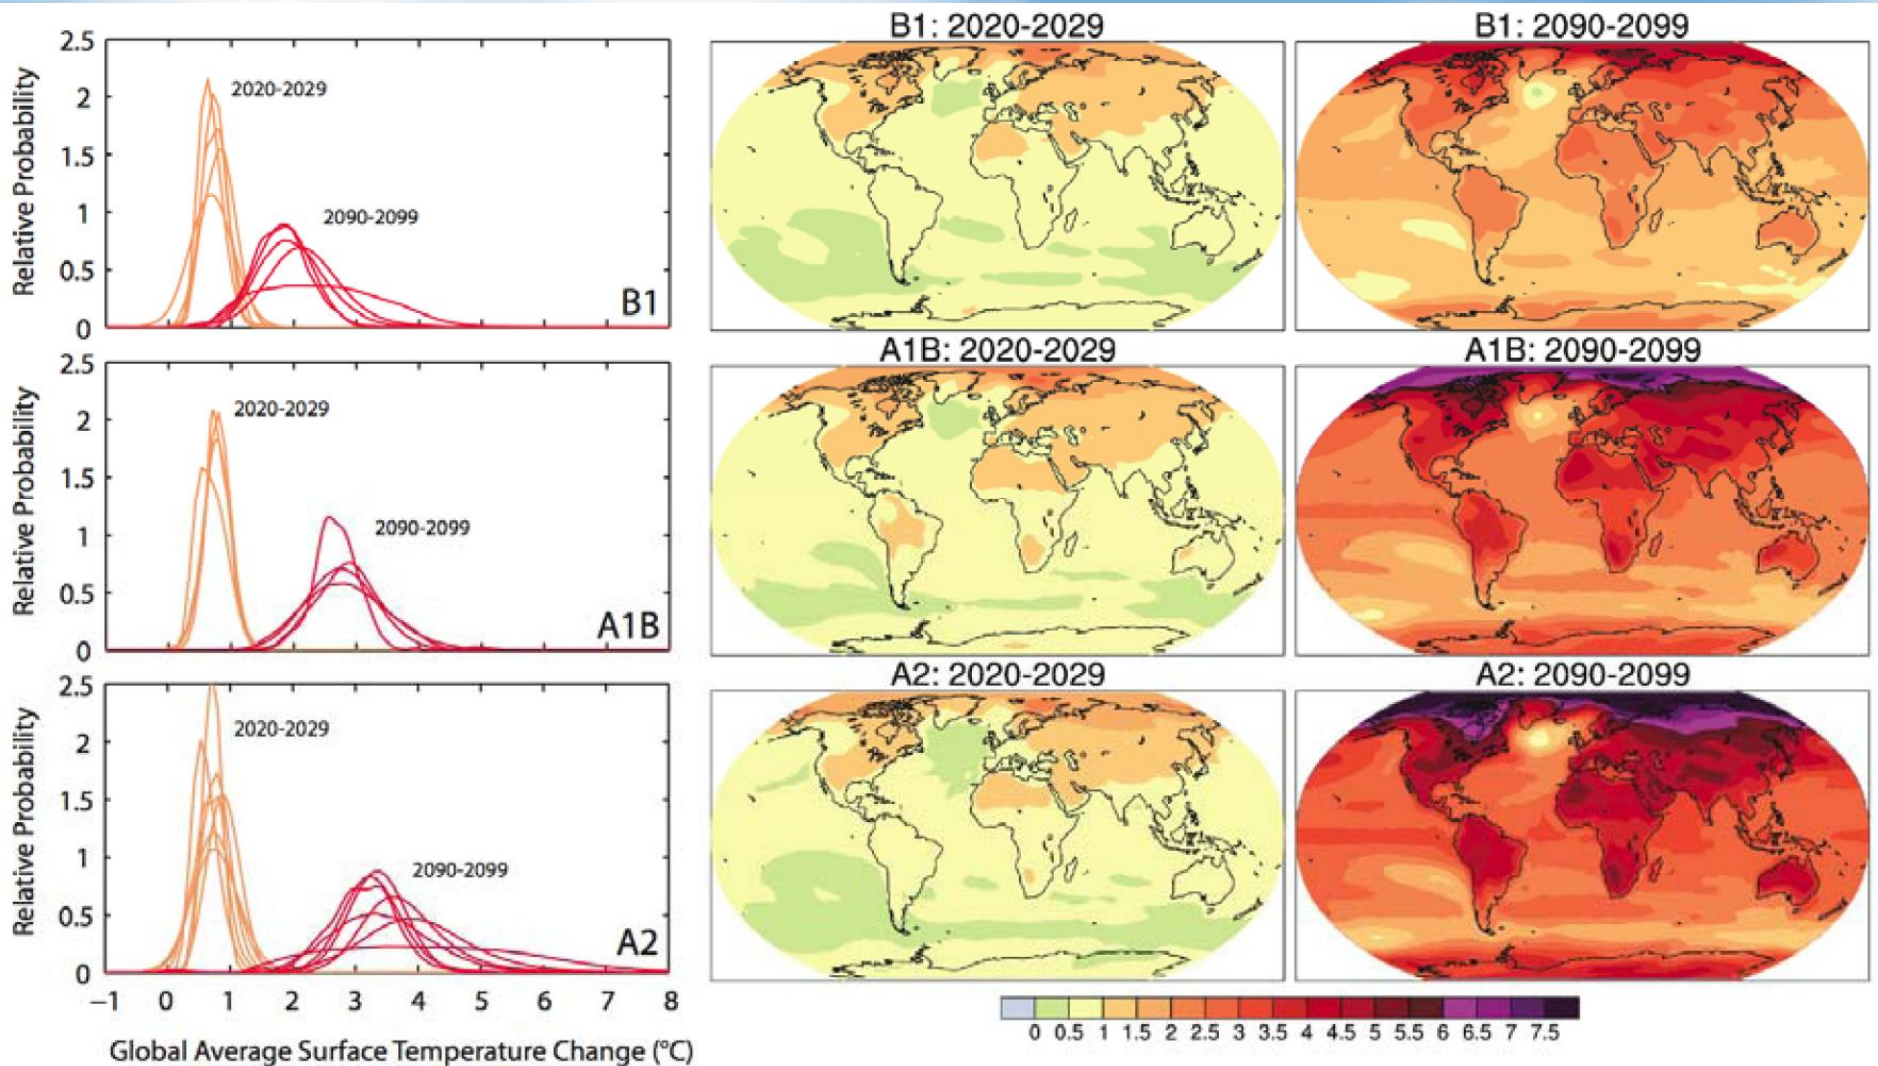 B1: 2020-2029
B1: 2090-2099
2.5
2
1.5
1
0.5
0
Relative Probability
2020-2029
2090-2099
B1
A1B: 2020-2029
A1B: 2090-2099
2.5
2
1.5
1
0.5
0
Relative Probability
2020-2029
2090-2099
A1B
A2: 2020-2029
A2: 2090-2099
2.5
2
1.5
1
0.5
0
Relative Probability
2020-2029
2090-2099
A2
−1 0 1 2 3 4 5 6 7 8
Global Average Surface Temperature Change (°C)
0 0.5 1 1.5 2 2.5 3 3.5 4 4.5 5 5.5 6 6.5 7 7.5